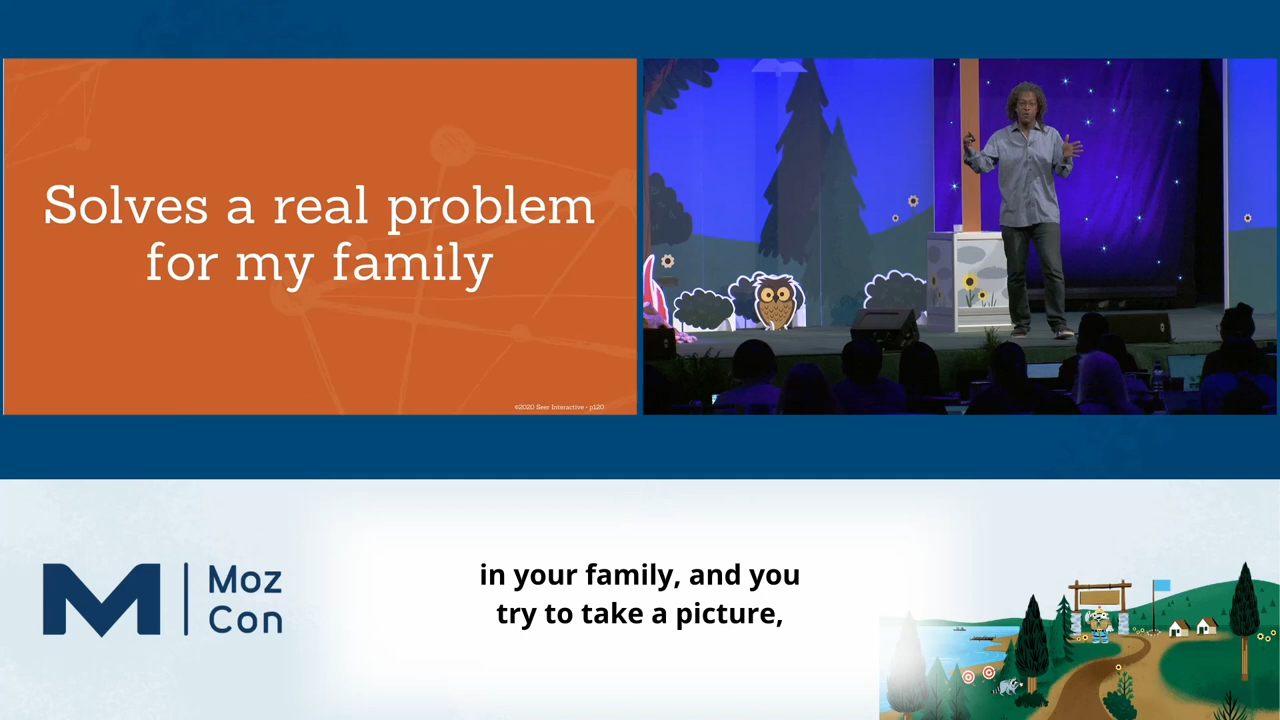 Solves a real problem
for my family
©2020 Seer Interactive • p120
Moz
Con
in your family, and you
try to take a picture,